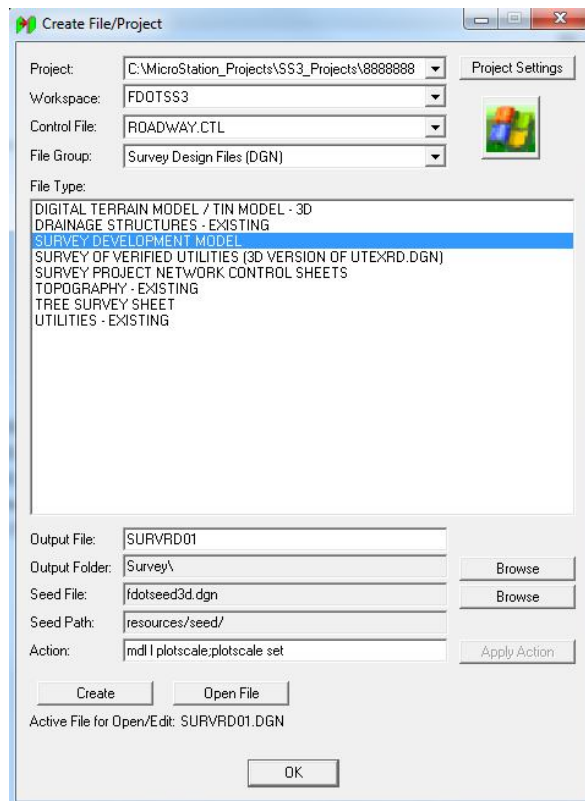 Create File/Project
Project: C:\MicroStation_Projects\SS3_Projects\8888888 Project Settings
Workspace: FDOTSS3
Control File: ROADWAY.CTL
File Group: Survey Design Files (DGN)
File Type:
DIGITAL TERRAIN MODEL / TIN MODEL - 3D
DRAINAGE STRUCTURES - EXISTING
SURVEY DEVELOPMENT MODEL
SURVEY OF VERIFIED UTILITIES (3D VERSION OF UTEXRD.DGN)
SURVEY PROJECT NETWORK CONTROL SHEETS
TOPOGRAPHY - EXISTING
TREE SURVEY SHEET
UTILITIES - EXISTING
Output File: SURVRD01
Output Folder: Survey\ Browse
Seed File: fdotseed3d.dgn Browse
Seed Path: resources/seed/
Action: mdl l plotscale;plotscale set Apply Action
Create Open File
Active File for Open/Edit: SURVRD01.DGN
OK